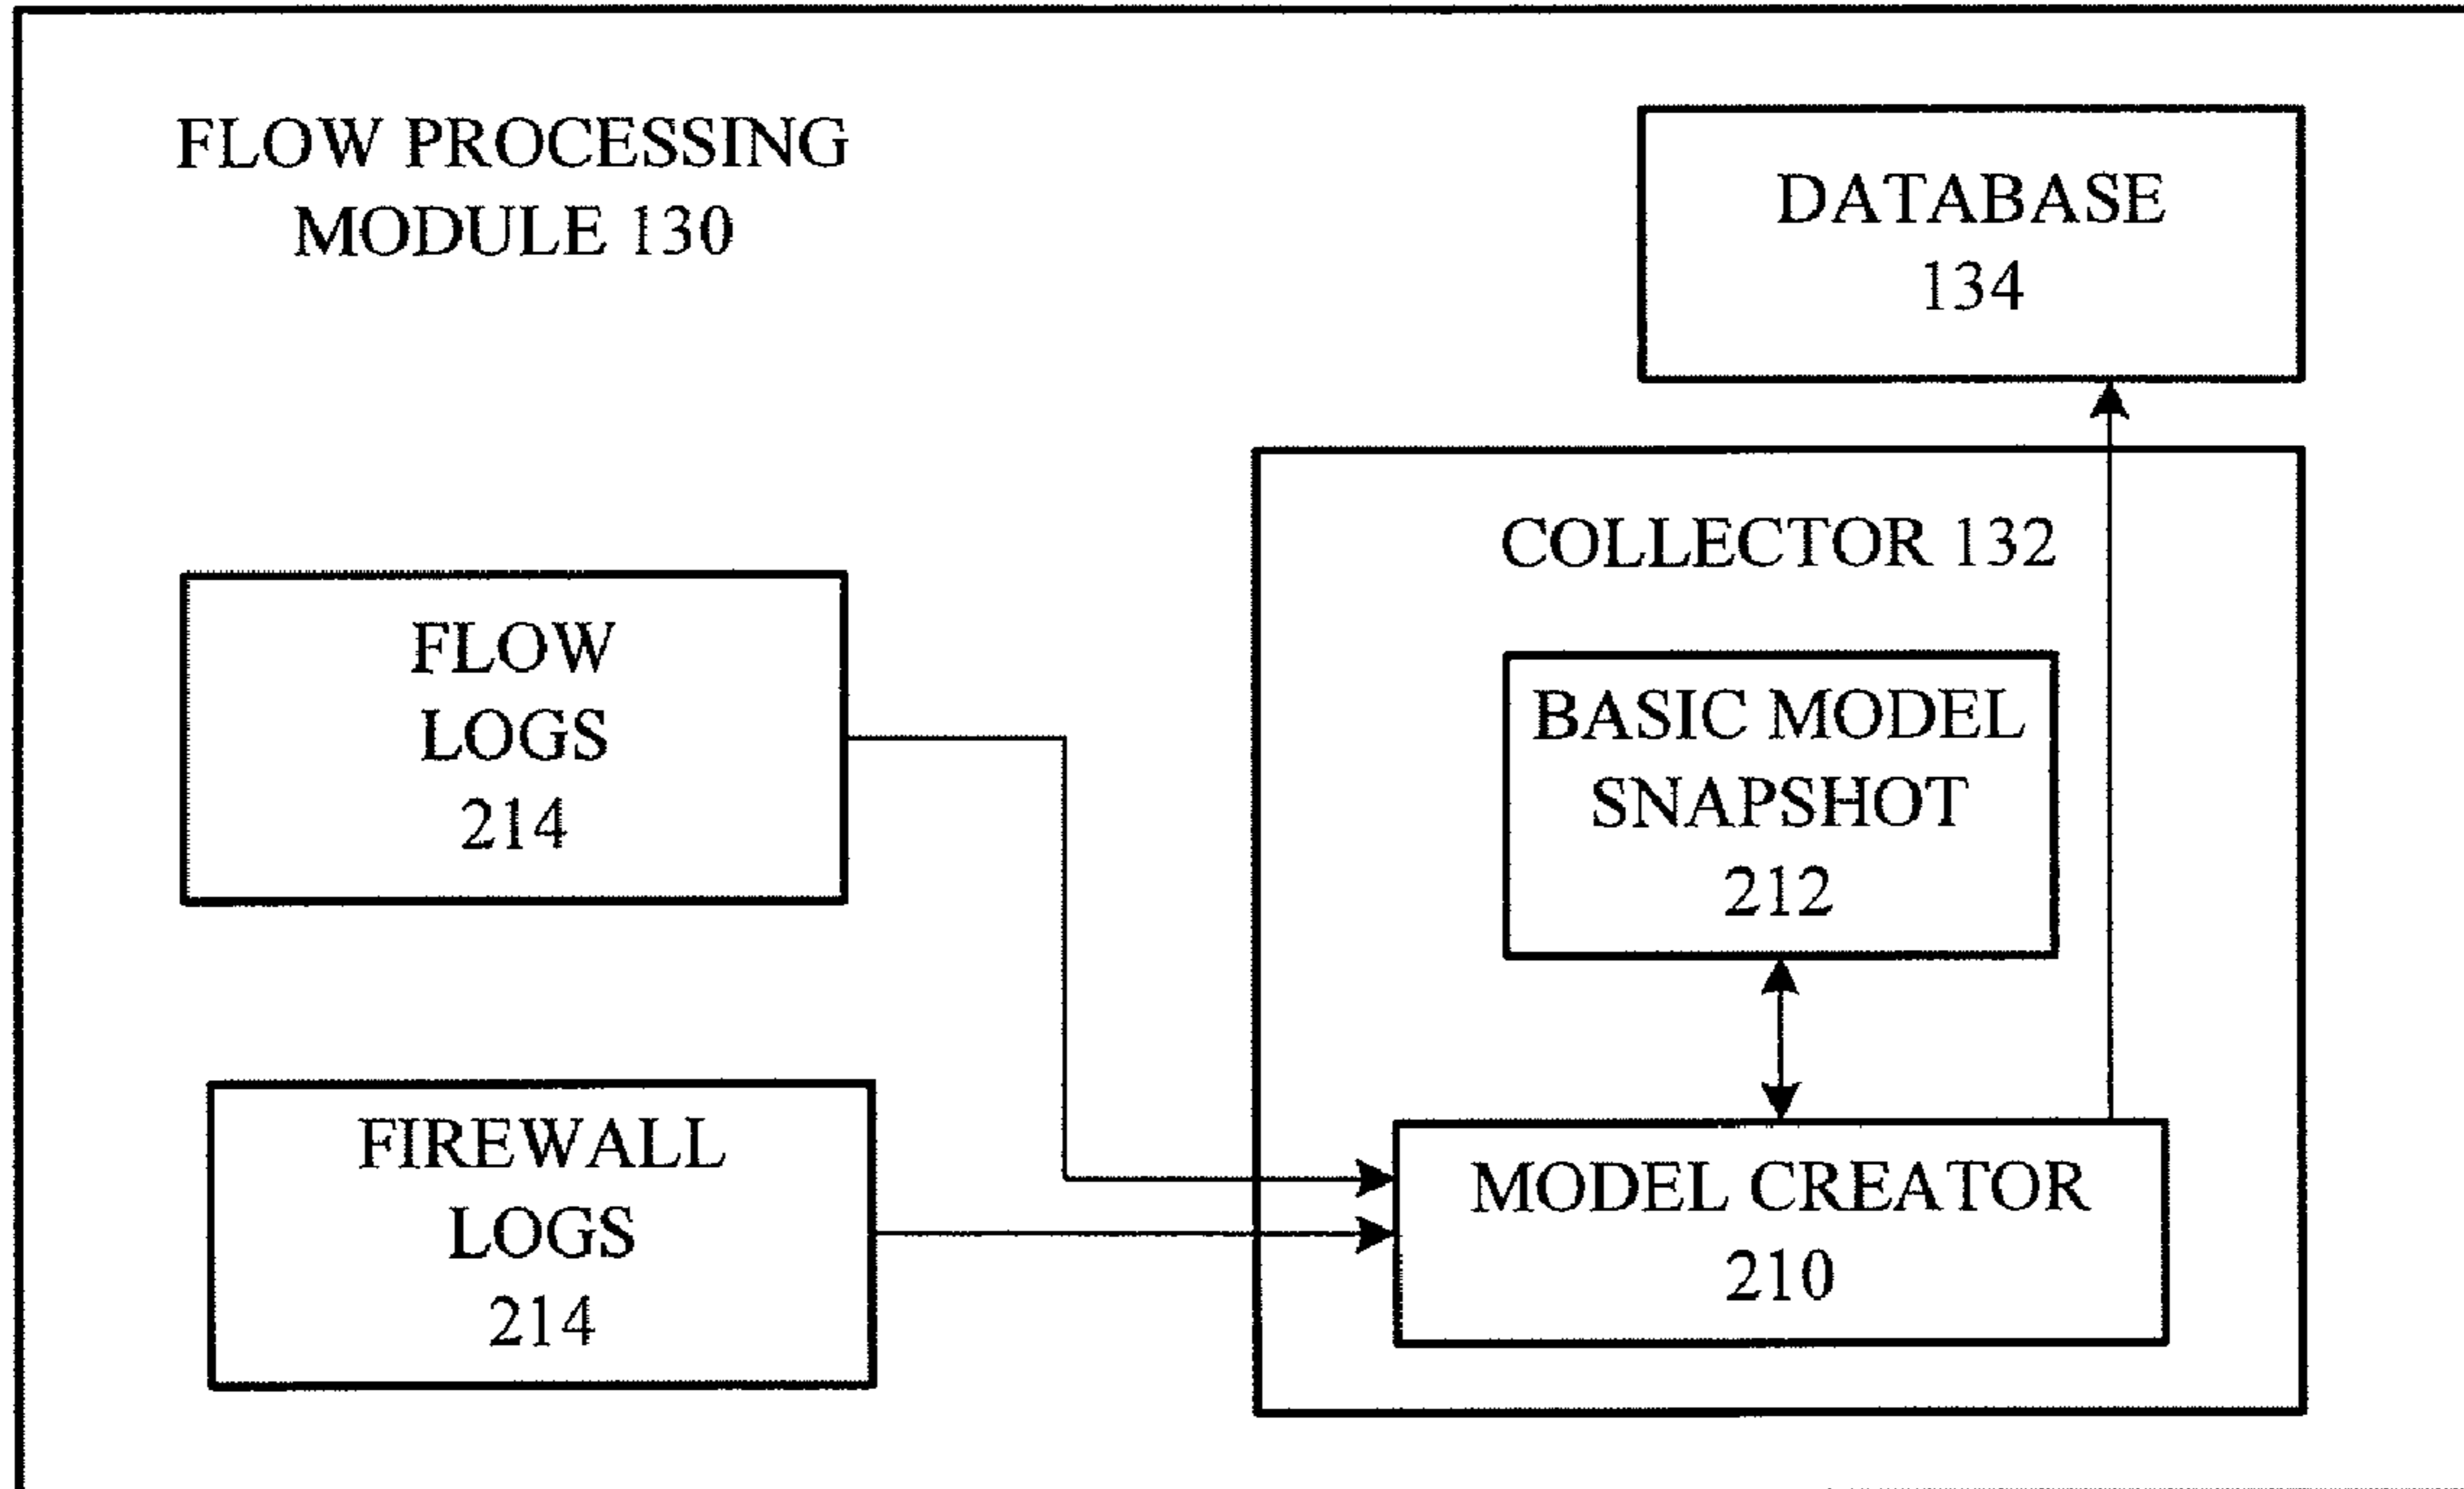 FLOW PROCESSING
MODULE 130
DATABASE
134
COLLECTOR 132
FLOW
LOGS
214
BASIC MODEL
SNAPSHOT
212
FIREWALL
LOGS
214
MODEL CREATOR
210